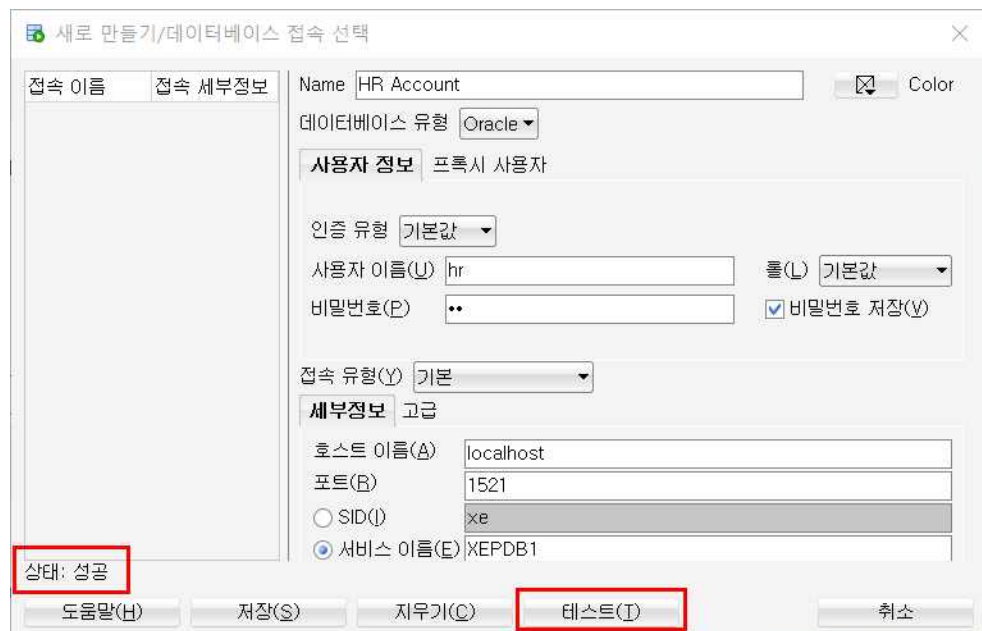 새로 만들기/데이터베이스 접속 선택
접속 이름 접속 세부정보
Name HR Account Color
데이터베이스 유형 Oracle
사용자 정보 프록시 사용자
인증 유형 기본값
사용자 이름(U) hr 롤(L) 기본값
비밀번호(P) •• 비밀번호 저장(V)
접속 유형(Y) 기본
세부정보 고급
호스트 이름(A) localhost
포트(R) 1521
SID(I) xe
서비스 이름(E) XEPDB1
상태: 성공
도움말(H) 저장(S) 지우기(C) 테스트(T) 취소